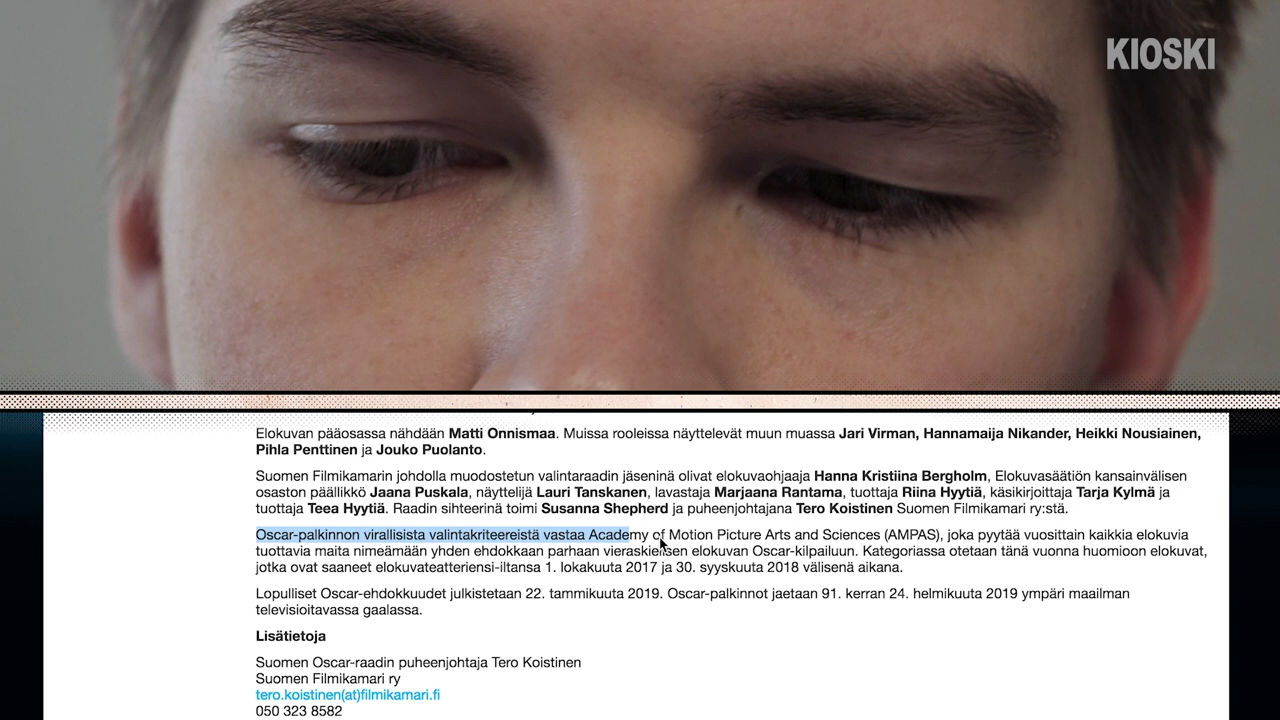 KIOSKI
Elokuvan pääosassa nähdään Matti Onnismaa. Muissa rooleissa näyttelevät muun muassa Jari Virman, Hannamaija Nikander, Heikki Nousiainen,
Pihla Penttinen ja Jouko Puolanto.
Suomen Filmikamarin johdolla muodostetun valintaraadin jäseninä olivat elokuvaohjaaja Hanna Kristiina Bergholm, Elokuvasäätiön kansainvälisen
osaston päällikkö Jaana Puskala, näyttelijä Lauri Tanskanen, lavastaja Marjaana Rantama, tuottaja Riina Hyytiä, käsikirjoittaja Tarja Kylmä ja
tuottaja Teea Hyytiä. Raadin sihteerinä toimi Susanna Shepherd ja puheenjohtajana Tero Koistinen Suomen Filmikamari ry:stä.
Oscar-palkinnon virallisista valintakriteereistä vastaa Academy of Motion Picture Arts and Sciences (AMPAS), joka pyytää vuosittain kaikkia elokuvia
tuottavia maita nimeämään yhden ehdokkaan parhaan vieraskielisen elokuvan Oscar-kilpailuun. Kategoriassa otetaan tänä vuonna huomioon elokuvat,
jotka ovat saaneet elokuvateatteriensi-iltansa 1. lokakuuta 2017 ja 30. syyskuuta 2018 välisenä aikana.
Lopulliset Oscar-ehdokkuudet julkistetaan 22. tammikuuta 2019. Oscar-palkinnot jaetaan 91. kerran 24. helmikuuta 2019 ympäri maailman
televisioitavassa gaalassa.
Lisätietoja
Suomen Oscar-raadin puheenjohtaja Tero Koistinen
Suomen Filmikamari ry
tero.koistinen(at)filmikamari.fi
050 323 8582